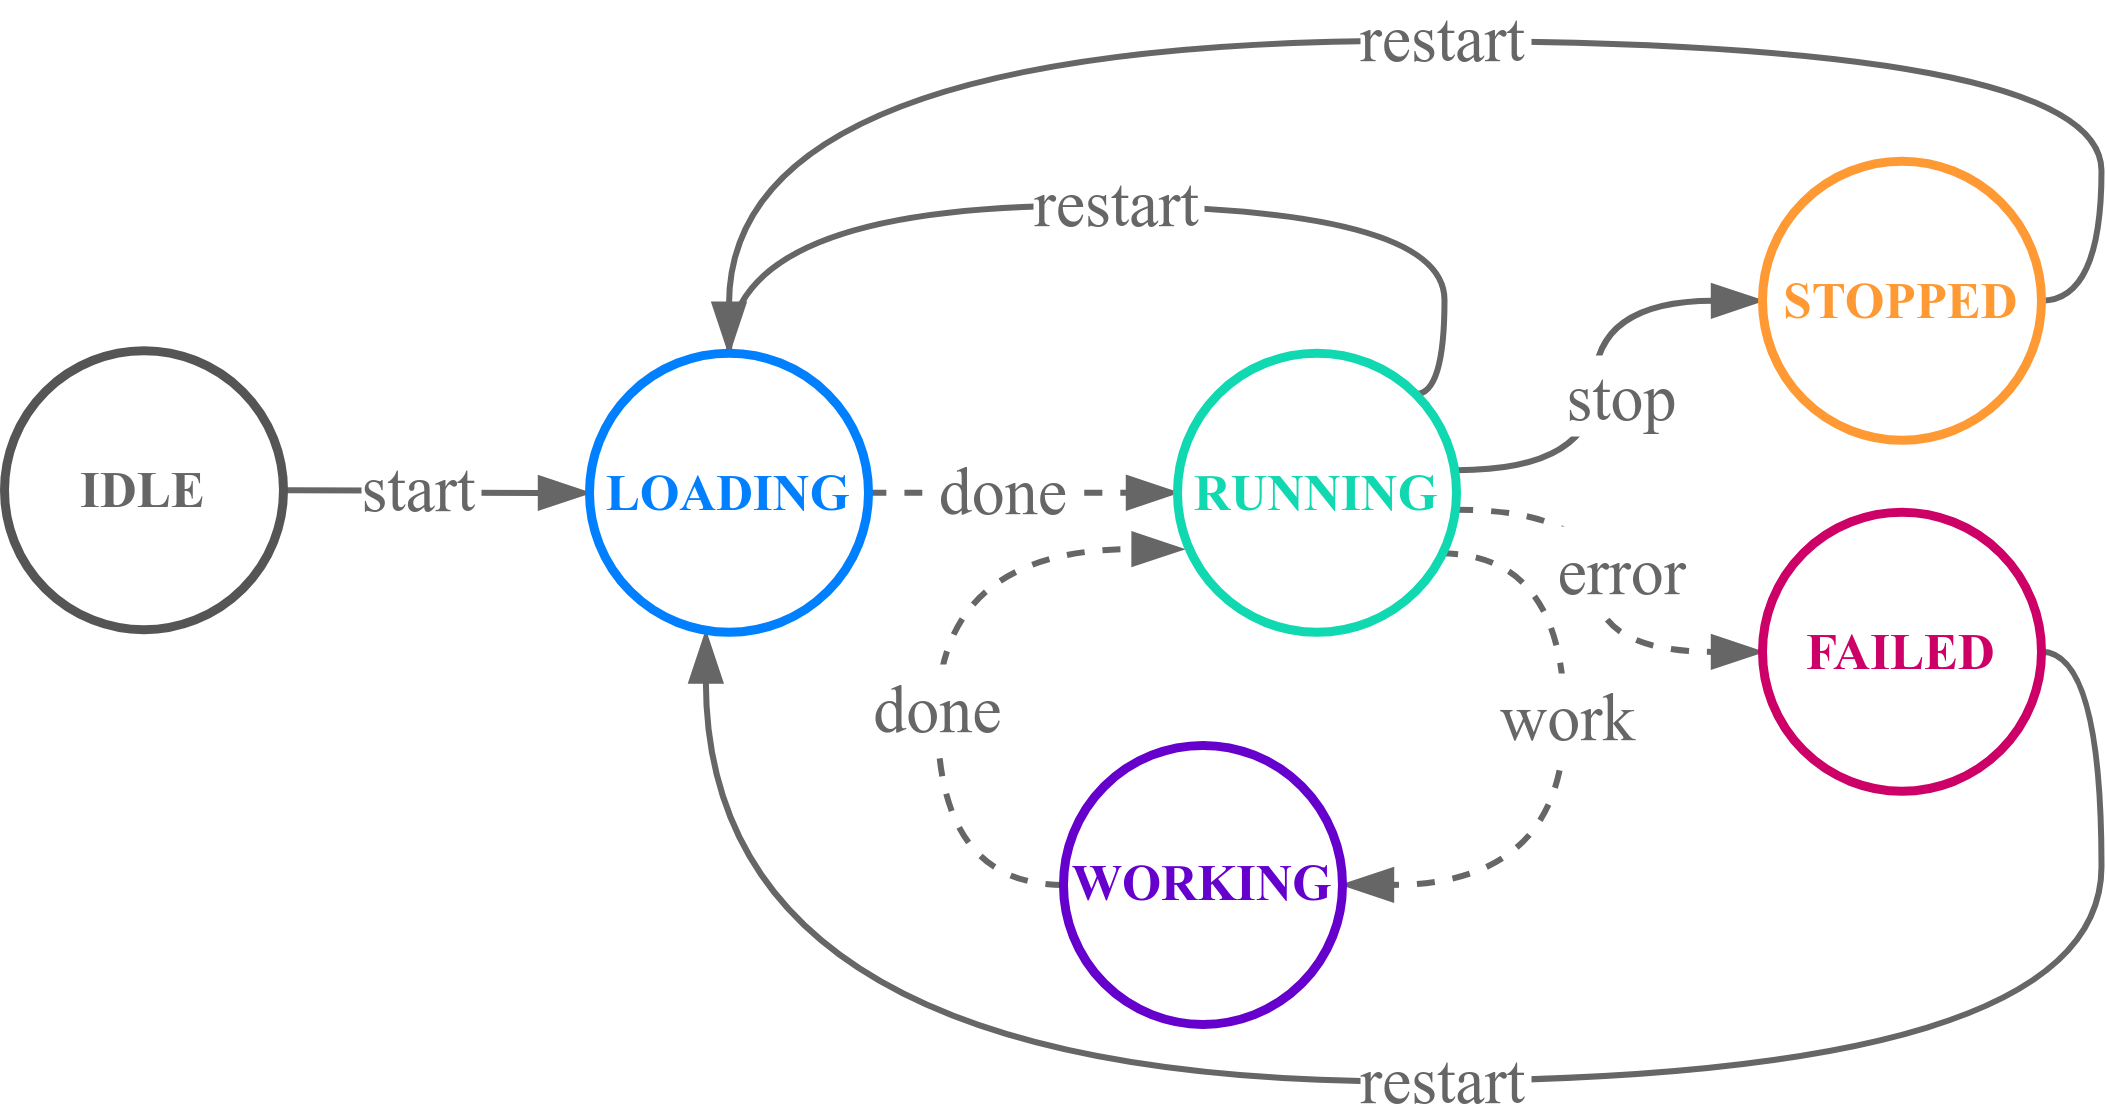 restart
restart
STOPPED
stop
IDLE
start
LOADING
done
RUNNING
error
FAILED
done
work
WORKING
restart